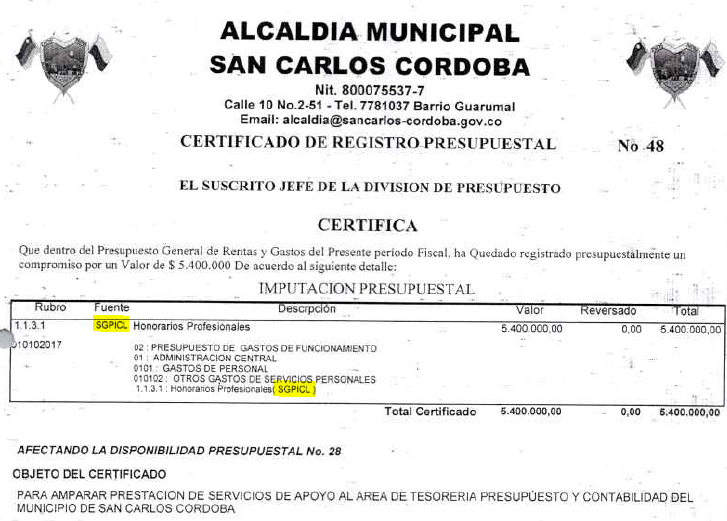 ALCALDIA MUNICIPAL
SAN CARLOS CORDOBA
Nit. 800075537-7
Calle 10 No.2-51 - Tel. 7781037 Barrio Guarumal
Email: alcaldia@sancarlos-cordoba.gov.co
CERTIFICADO DE REGISTRO PRESUPUESTAL No 48
EL SUSCRITO JEFE DE LA DIVISION DE PRESUPUESTO
CERTIFICA
Que dentro del Presupuesto General de Rentas y Gastos del Presente período Fiscal, ha Quedado registrado presupuestalmente un
compromiso por un Valor de $ 5.400.000 De acuerdo al siguiente detalle:
IMPUTACION PRESUPUESTAL
Rubro Fuente Descrpción Valor Reversado Total
1.1.3.1 SGPICL Honorarios Profesionales 5.400.000,00 0,00 5.400.000,00
010102017 02 : PRESUPUESTO DE GASTOS DE FUNCIONAMIENTO
01 : ADMINISTRACION CENTRAL
0101 : GASTOS DE PERSONAL
010102 : OTROS GASTOS DE SERVICIOS PERSONALES
1.1.3.1 : Honorarios Profesionales( SGPICL )
Total Certificado 5.400.000,00 0,00 5.400.000,00
AFECTANDO LA DISPONIBILIDAD PRESUPUESTAL No. 28
OBJETO DEL CERTIFICADO
PARA AMPARAR PRESTACION DE SERVICIOS DE APOYO AL AREA DE TESORERIA PRESUPUESTO Y CONTABILIDAD DEL
MUNICIPIO DE SAN CARLOS CORDOBA